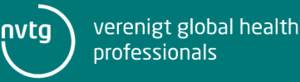 nvtg
verenigt global health
professionals